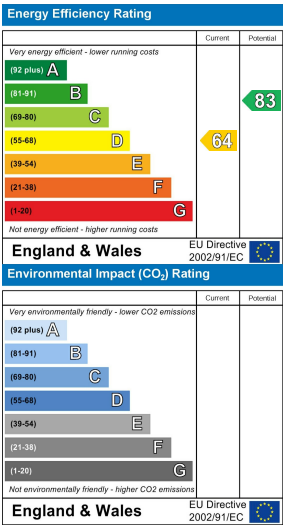 Energy Efficiency Rating
Current Potential
Very energy efficient - lower running costs
(92 plus) A
(81-91) B
83
(69-80) C
(55-68) D
64
(39-54) E
(21-38) F
(1-20) G
Not energy efficient - higher running costs
England & Wales
EU Directive
2002/91/EC
Environmental Impact (CO₂) Rating
Current Potential
Very environmentally friendly - lower CO2 emissions
(92 plus) A
(81-91) B
(69-80) C
(55-68) D
(39-54) E
(21-38) F
(1-20) G
Not environmentally friendly - higher CO2 emissions
England & Wales
EU Directive
2002/91/EC